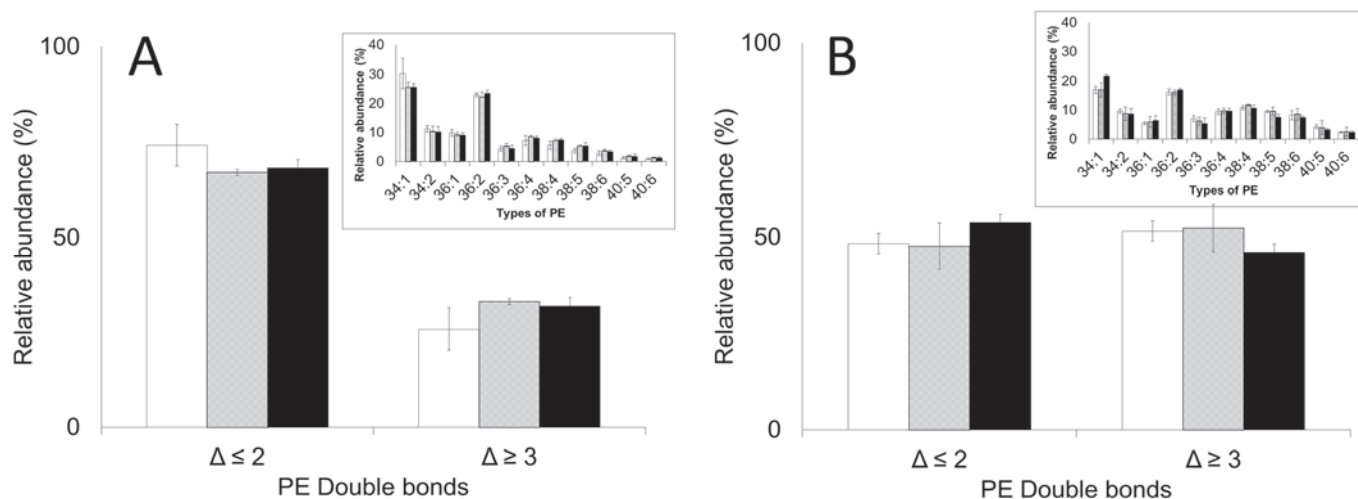 A
100
50
0
Relative abundance (%)
Δ ≤ 2
Δ ≥ 3
PE Double bonds
40
30
20
10
0
Relative abundance (%)
34:1
34:2
36:1
36:2
36:3
36:4
38:4
38:5
38:6
40:5
40:6
Types of PE
B
100
50
0
Relative abundance (%)
Δ ≤ 2
Δ ≥ 3
PE Double bonds
40
30
20
10
0
Relative abundance (%)
34:1
34:2
36:1
36:2
36:3
36:4
38:4
38:5
38:6
40:5
40:6
Types of PE